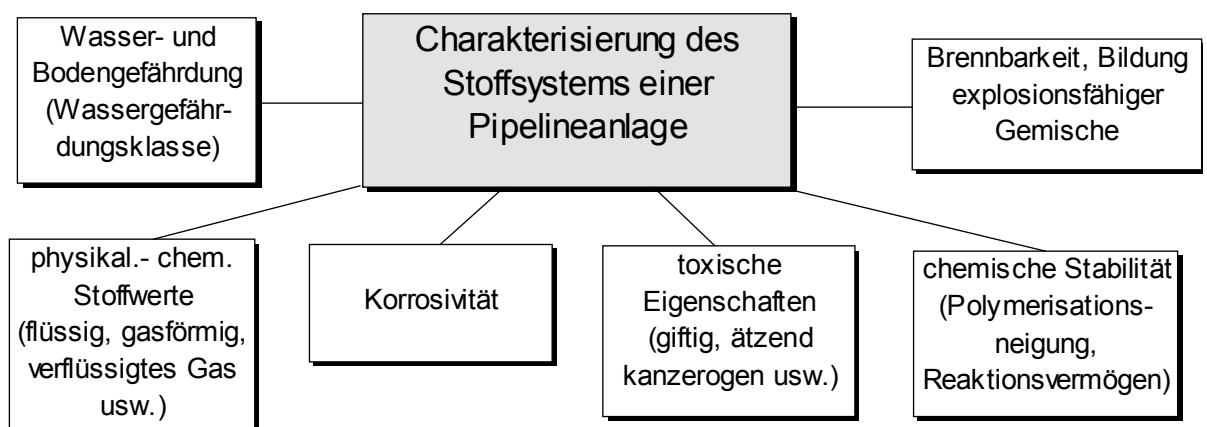 Wasser- und
Bodengefährdung
(Wassergefähr-
dungsklasse)
Charakterisierung des
Stoffsystems einer
Pipelineanlage
Brennbarkeit, Bildung
explosionsfähiger
Gemische
physikal.- chem.
Stoffwerte
(flüssig, gasförmig,
verflüssigtes Gas
usw.)
Korrosivität
toxische
Eigenschaften
(giftig, ätzend
kanzerogen usw.)
chemische Stabilität
(Polymerisations-
neigung,
Reaktionsvermögen)